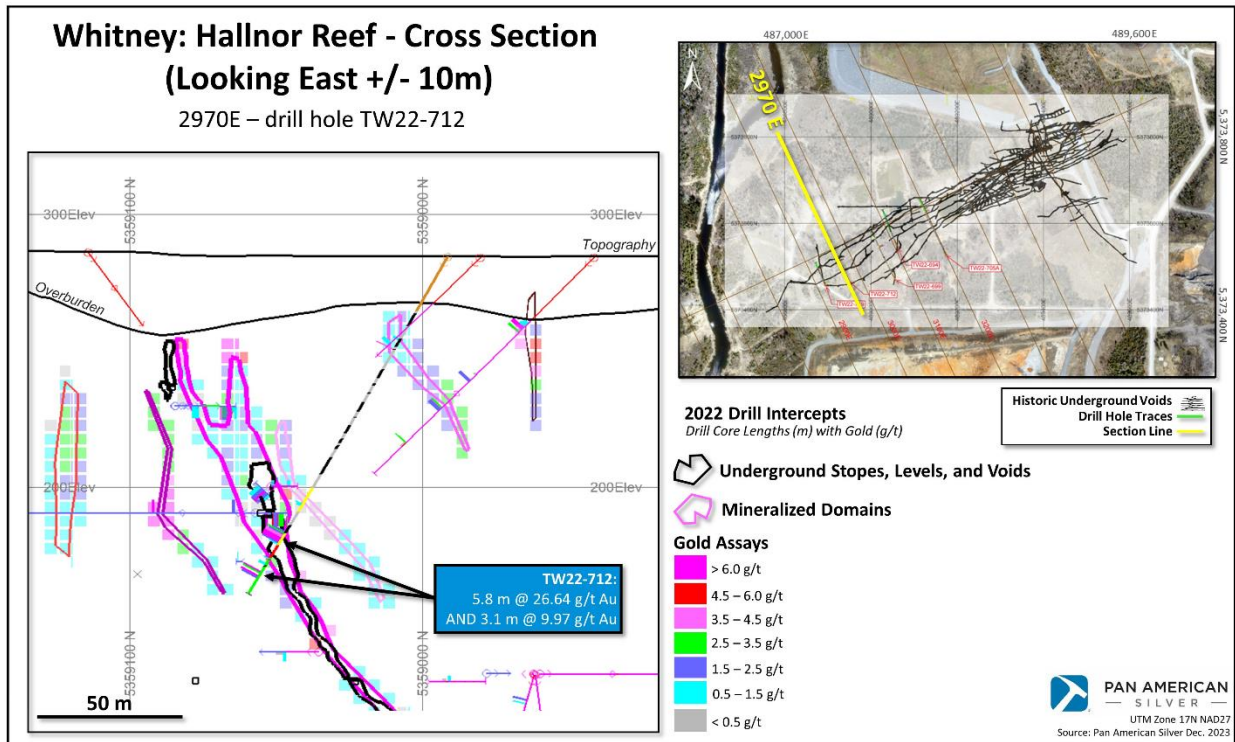 Whitney: Hallnor Reef - Cross Section
(Looking East +/- 10m)
2970E – drill hole TW22-712
5359100 N
5359000 N
300Elev
300Elev
Topography
Overburden
200Elev
200Elev
TW22-712:
5.8 m @ 26.64 g/t Au
AND 3.1 m @ 9.97 g/t Au
5359100 N
5359000 N
50 m
487,000E
489,600E
N
2970 E
5,373,800 N
5,373,400 N
TW22-712
2022 Drill Intercepts
Drill Core Lengths (m) with Gold (g/t)
Historic Underground Voids
Drill Hole Traces
Section Line
Underground Stopes, Levels, and Voids
Mineralized Domains
Gold Assays
> 6.0 g/t
4.5 – 6.0 g/t
3.5 – 4.5 g/t
2.5 – 3.5 g/t
1.5 – 2.5 g/t
0.5 – 1.5 g/t
< 0.5 g/t
PAN AMERICAN
SILVER
UTM Zone 17N NAD27
Source: Pan American Silver Dec. 2023